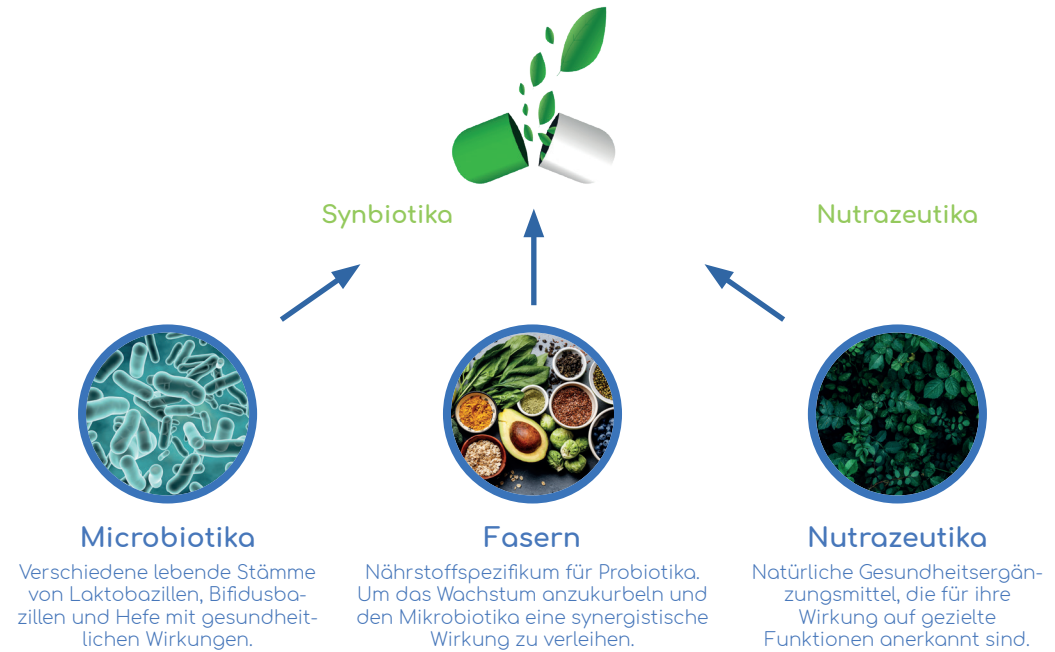 Synbiotika
Nutrazeutika
Microbiotika
Verschiedene lebende Stämme
von Laktobazillen, Bifidusba-
zillen und Hefe mit gesundheit-
lichen Wirkungen.
Fasern
Nährstoffspezifikum für Probiotika.
Um das Wachstum anzukurbeln und
den Mikrobiotika eine synergistische
Wirkung zu verleihen.
Nutrazeutika
Natürliche Gesundheitsergän-
zungsmittel, die für ihre
Wirkung auf gezielte
Funktionen anerkannt sind.